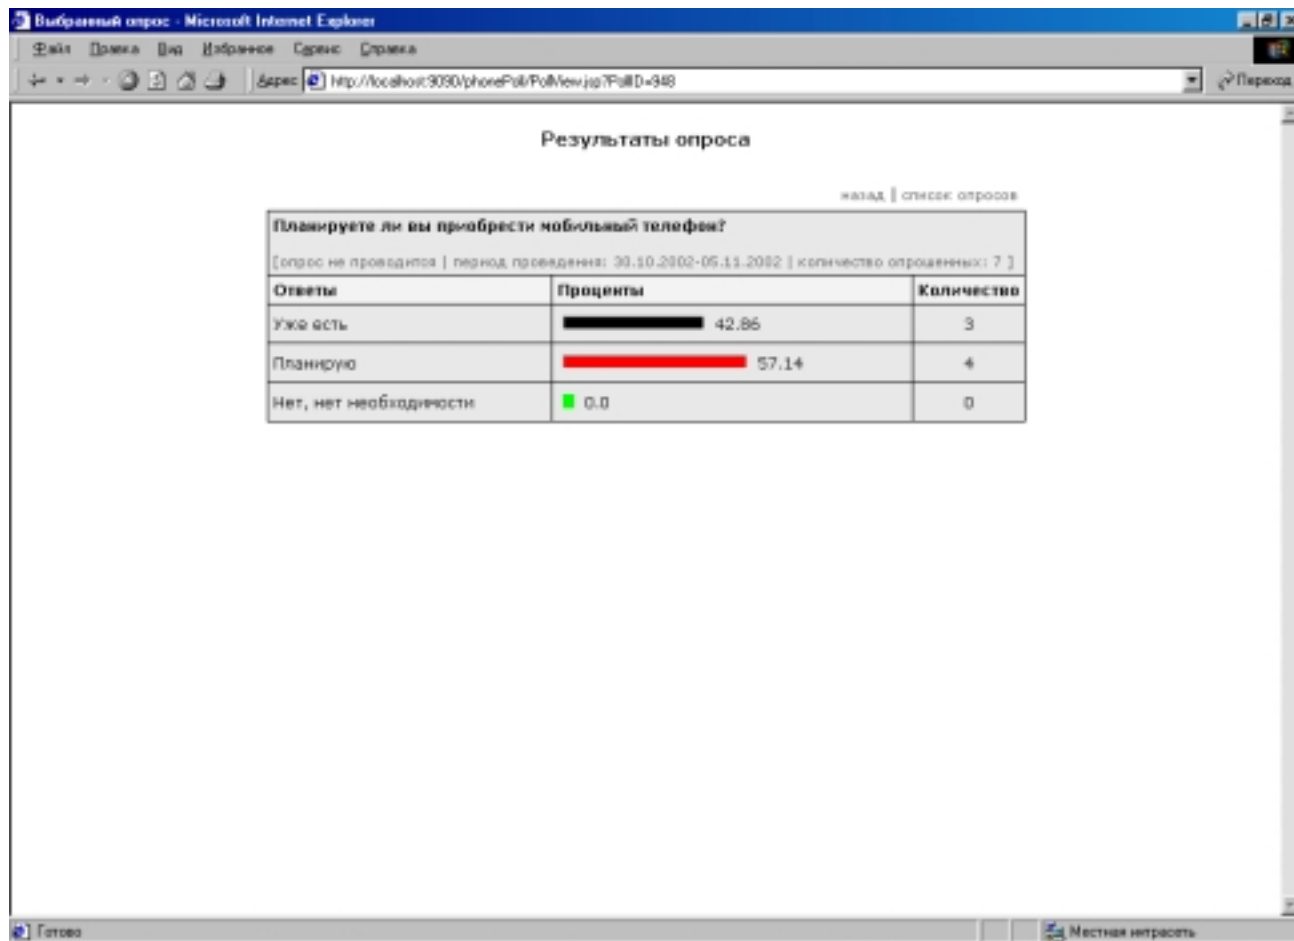 Выбранный опрос - Microsoft Internet Explorer
Файл Правка Вид Избранное Сервис Справка
Адрес http://localhost:9090/phonePoll/PollView.jsp?PollID=948 Переход
Результаты опроса
назад | список опросов
Планируете ли вы приобрести мобильный телефон?
[опрос не проводится | период проведения: 30.10.2002-05.11.2002 | количество опрошенных: 7 ]
Ответы Проценты Количество
Уже есть 42.86 3
Планирую 57.14 4
Нет, нет необходимости 0.0 0
Готово Местная интрасеть